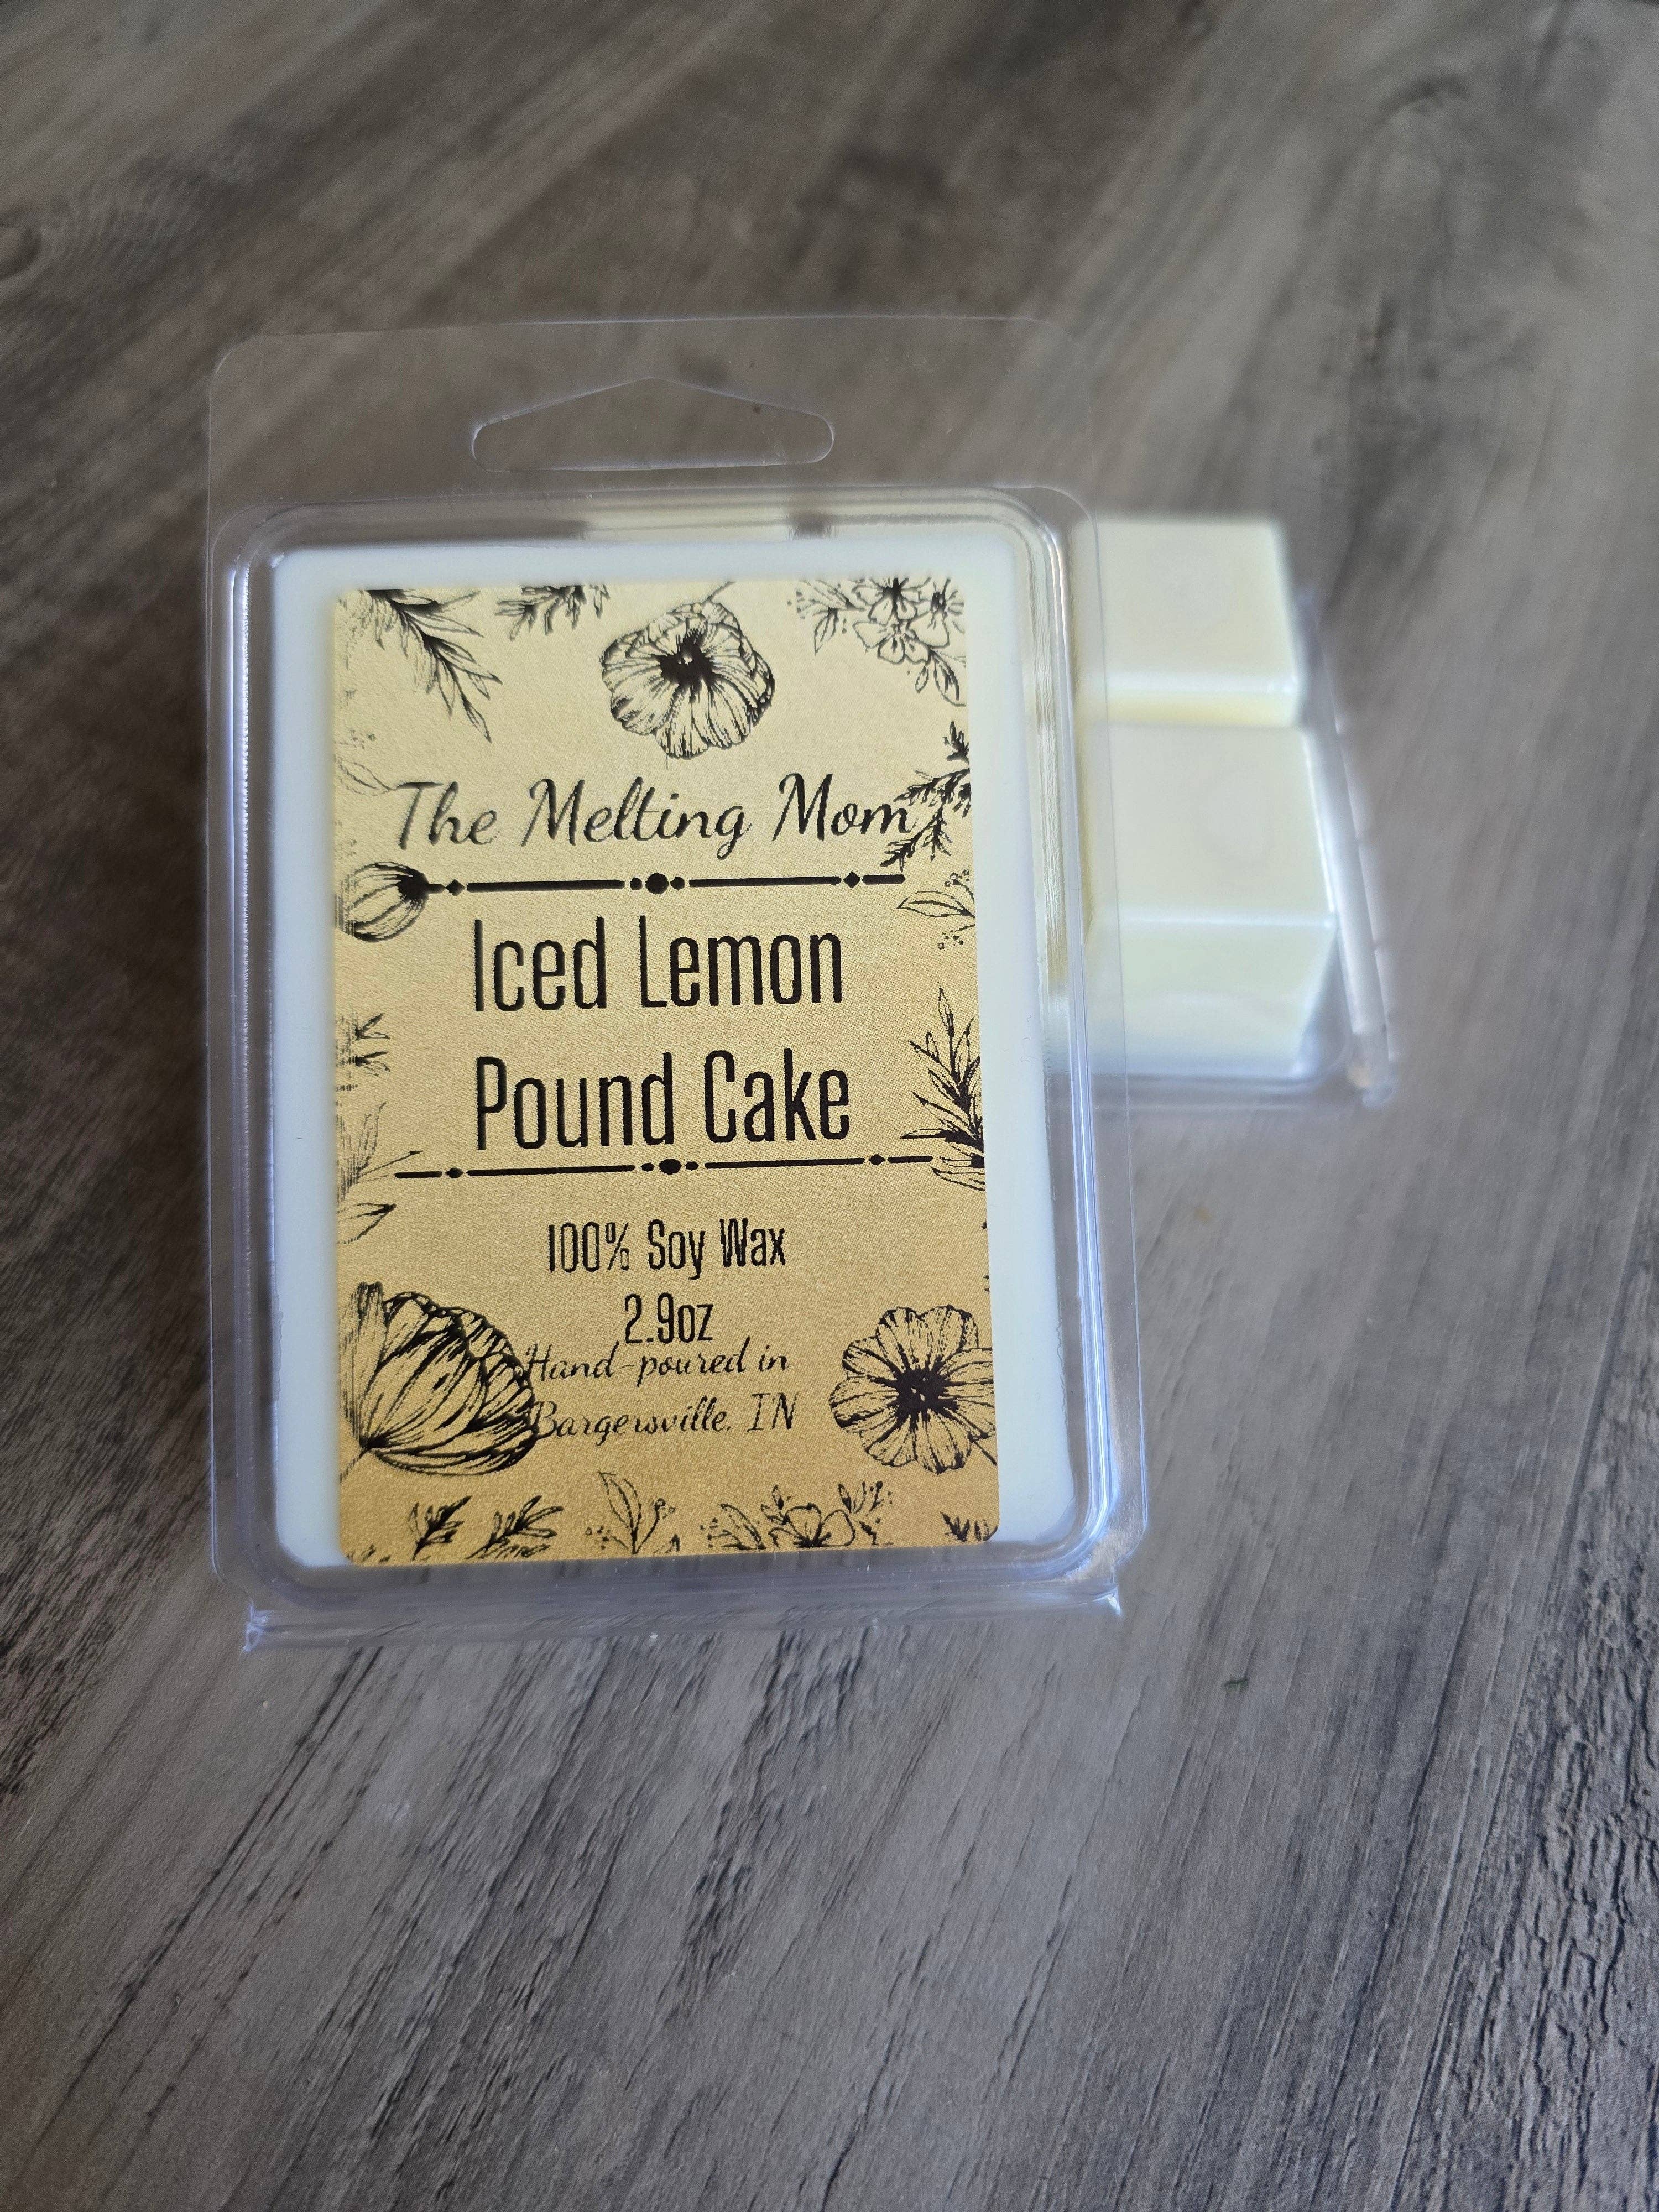 The Melting Mom
Iced Lemon
Pound Cake
100% Soy Wax
2.9oz
Hand-poured in
Bargersville, IN